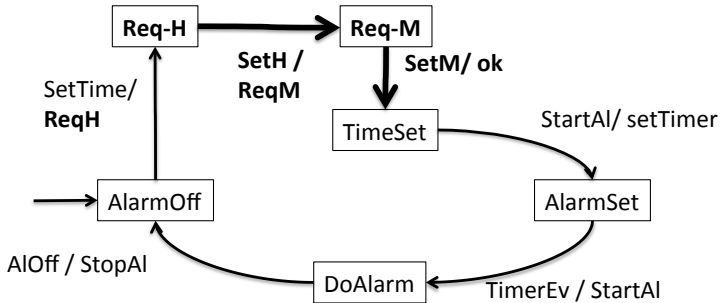 Req-H
Req-M
SetH /
ReqM
SetM/ ok
SetTime/
ReqH
TimeSet
StartAl/ setTimer
AlarmOff
AlarmSet
AlOff / StopAl
DoAlarm
TimerEv / StartAl